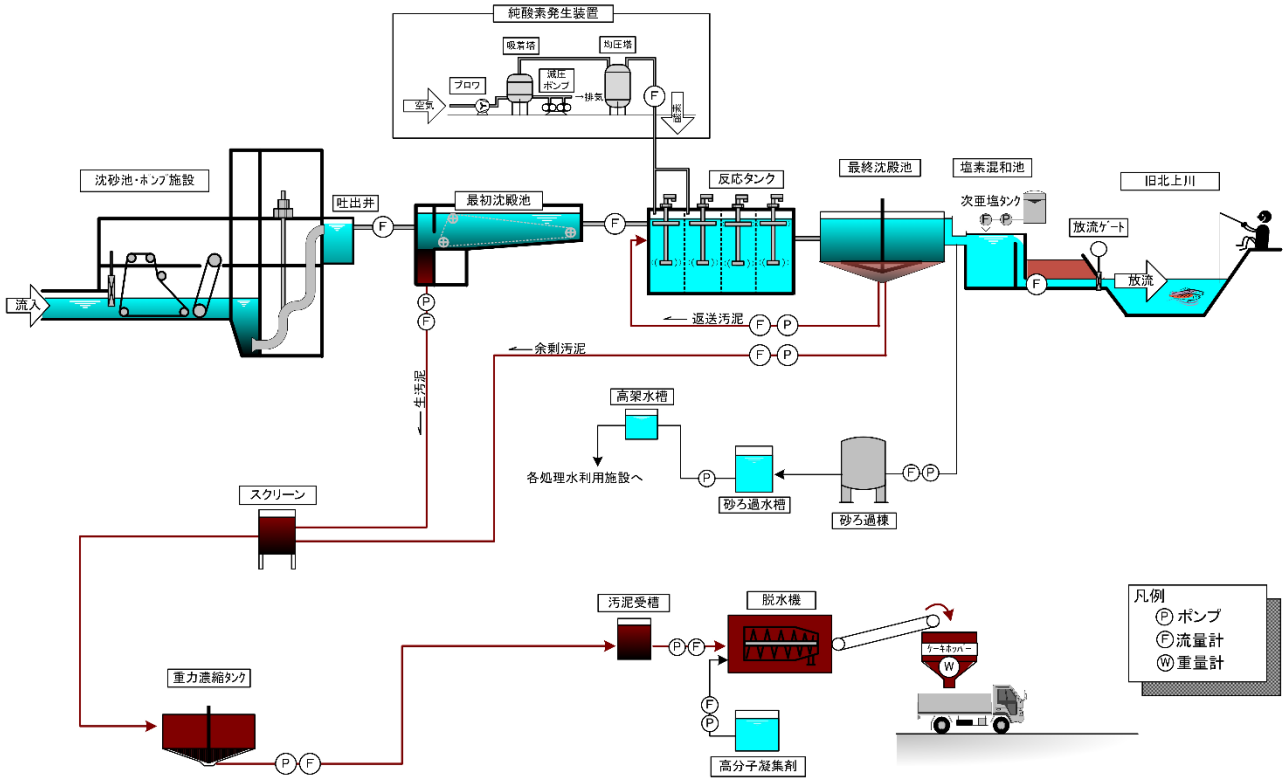 純酸素発生装置
吸着塔
均圧塔
ブロワ
減圧
ポンプ
空気
→排気
F
酸素
沈砂池・ポンプ施設
吐出井
最初沈殿池
反応タンク
最終沈殿池
塩素混和池
次亜塩タンク
旧北上川
放流ゲート
F
F
F
P
流入
F
放流
P
F
返送汚泥
F
P
余剰汚泥
F
P
生汚泥
高架水槽
各処理水利用施設へ
P
F
P
砂ろ過水槽
砂ろ過棟
スクリーン
汚泥受槽
脱水機
P
F
ケーキホッパー
W
凡例
P ポンプ
F 流量計
W 重量計
重力濃縮タンク
F
P
P
F
高分子凝集剤